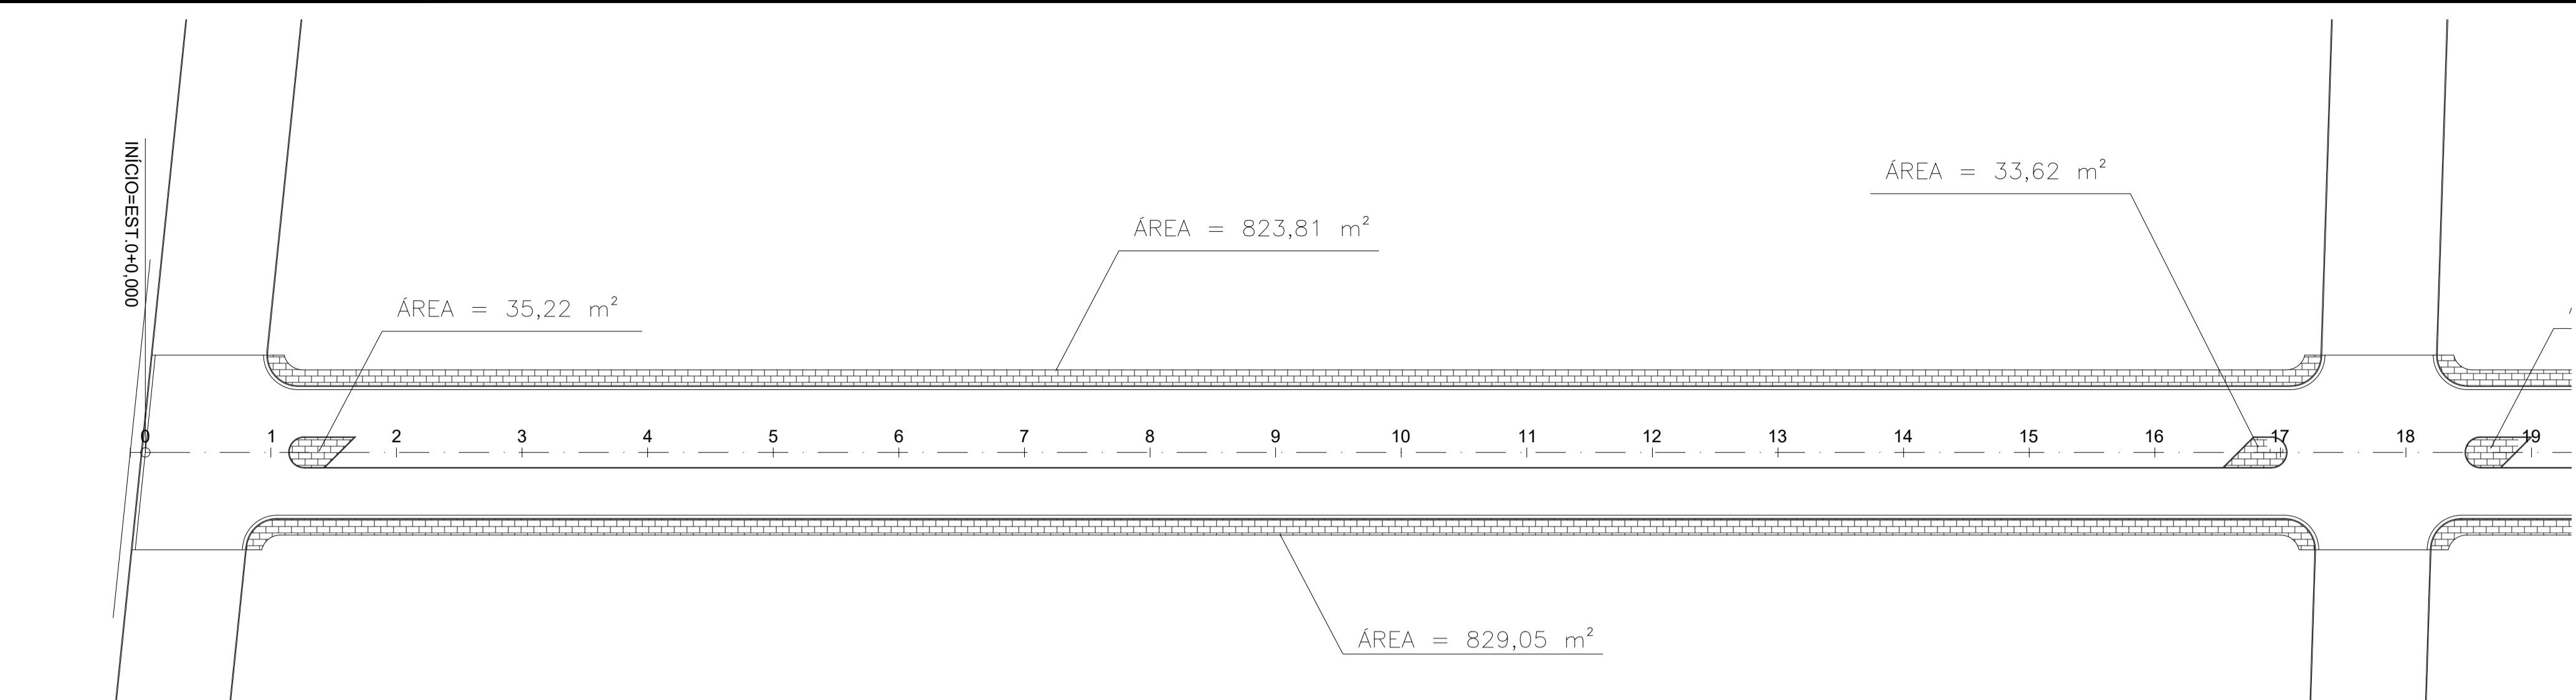 INÍCIO=EST.0+0,000
ÁREA = 33,62 m²
ÁREA = 823,81 m²
ÁREA = 35,22 m²
0 1 2 3 4 5 6 7 8 9 10 11 12 13 14 15 16 17 18 19
ÁREA = 829,05 m²